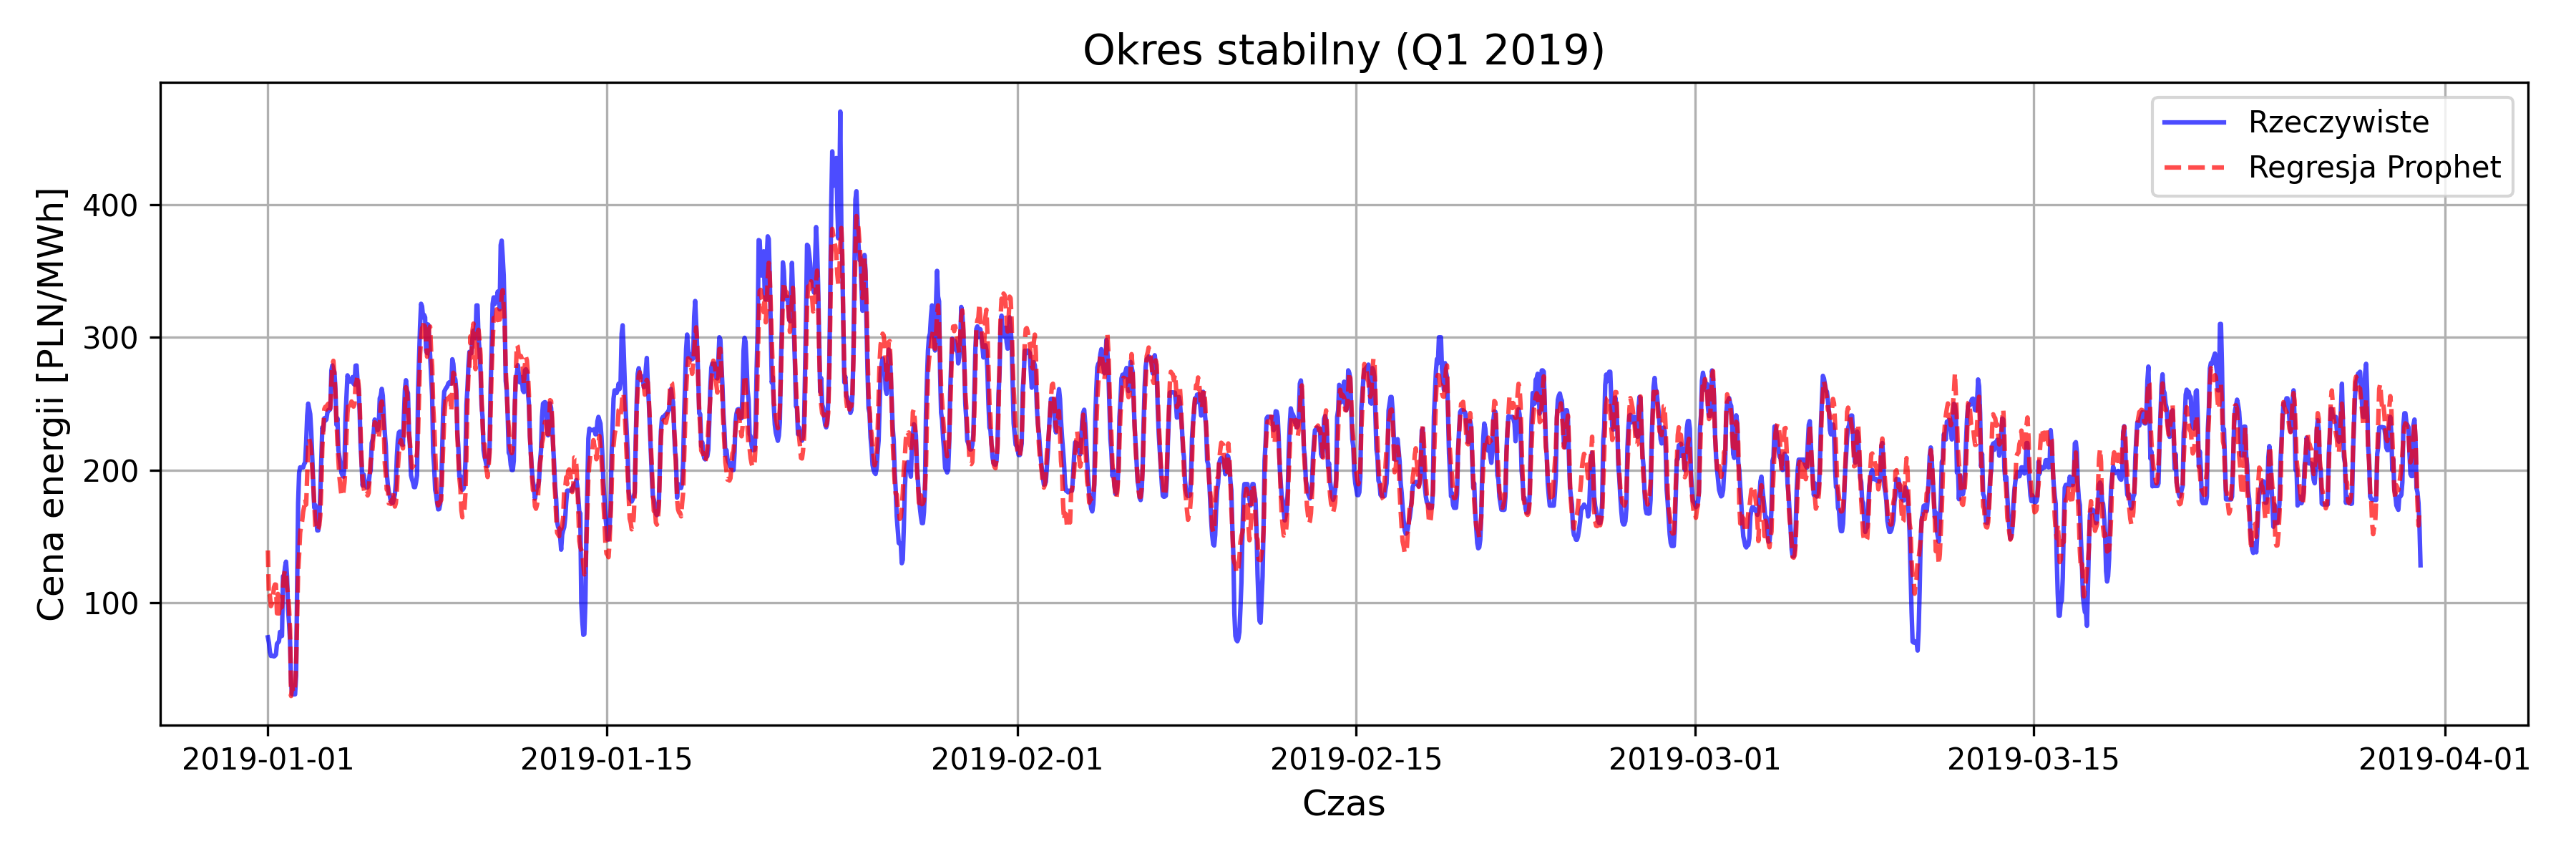 Okres stabilny (Q1 2019)
Rzeczywiste
Regresja Prophet
Cena energii [PLN/MWh]
400
300
200
100
2019-01-01
2019-01-15
2019-02-01
2019-02-15
2019-03-01
2019-03-15
2019-04-01
Czas